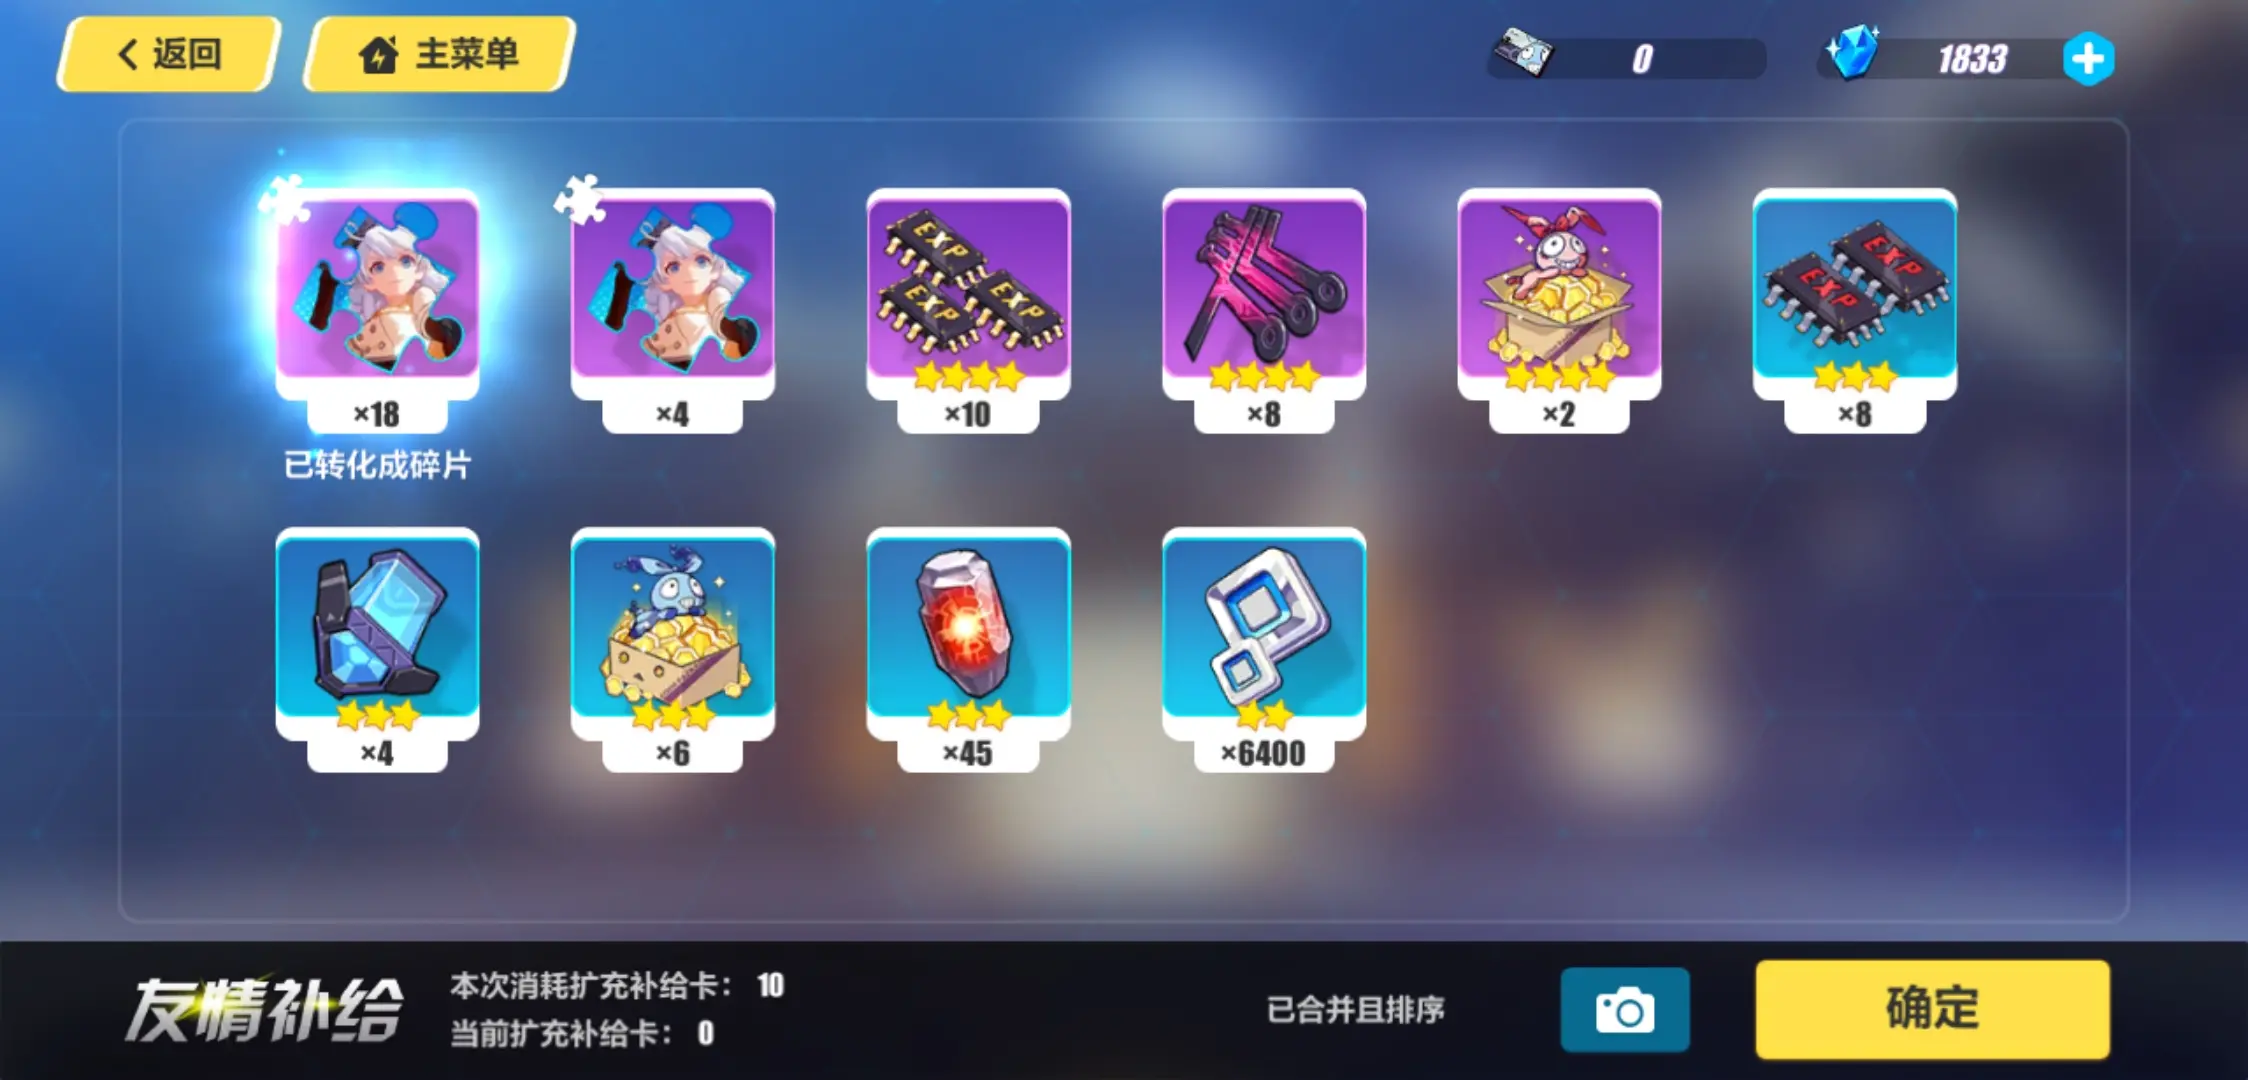 返回
主菜单
0
1833
×18
×4
EXP
EXP
EXP
×10
×8
×2
EXP
EXP
×8
已转化成碎片
×4
×6
×45
×6400
友情补给
本次消耗扩充补给卡： 10
当前扩充补给卡： 0
已合并且排序
确定